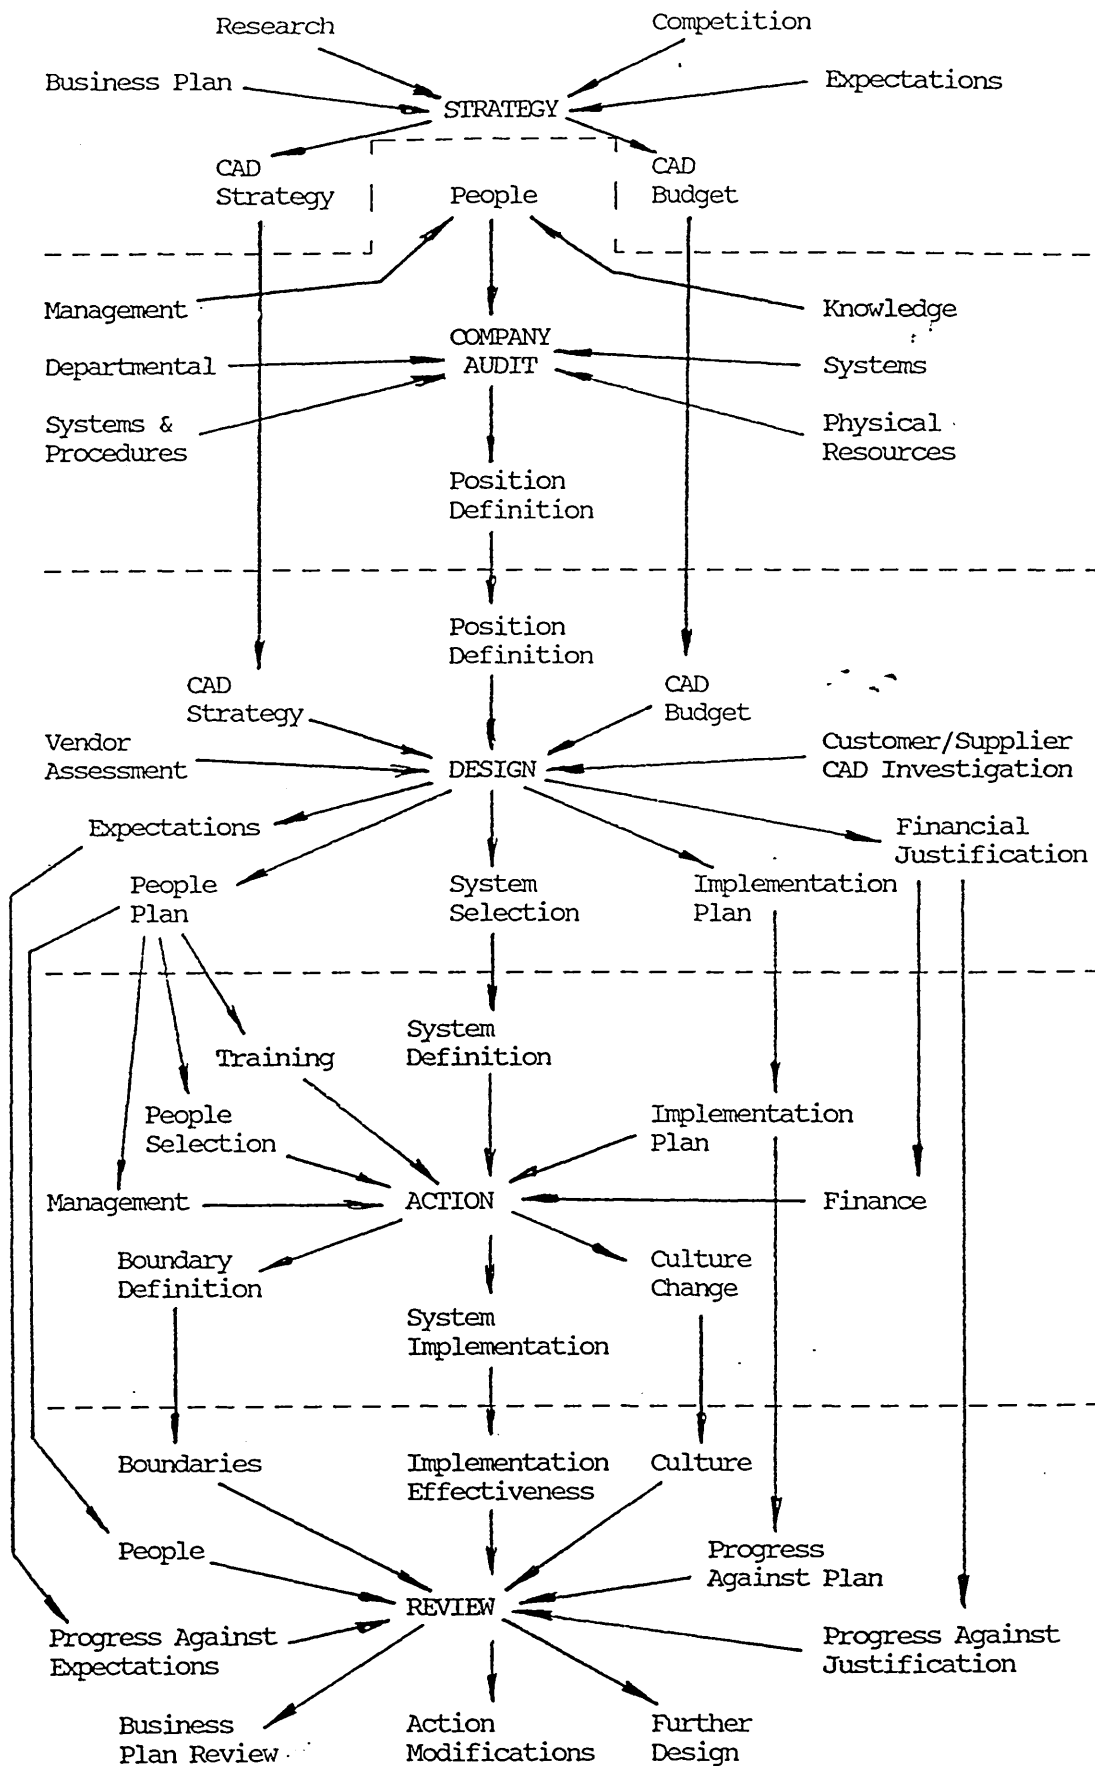 Research
Competition
Business Plan
Expectations
STRATEGY
CAD
Strategy
CAD
Budget
People
Management
Knowledge
COMPANY
AUDIT
Departmental
Systems
Systems &
Procedures
Physical
Resources
Position
Definition
Position
Definition
CAD
Strategy
CAD
Budget
Vendor
Assessment
DESIGN
Customer/Supplier
CAD Investigation
Expectations
Financial
Justification
People
Plan
System
Selection
Implementation
Plan
System
Definition
Training
People
Selection
Implementation
Plan
Management
ACTION
Finance
Boundary
Definition
Culture
Change
System
Implementation
Boundaries
Implementation
Effectiveness
Culture
People
Progress
Against Plan
REVIEW
Progress Against
Expectations
Progress Against
Justification
Business
Plan Review
Action
Modifications
Further
Design